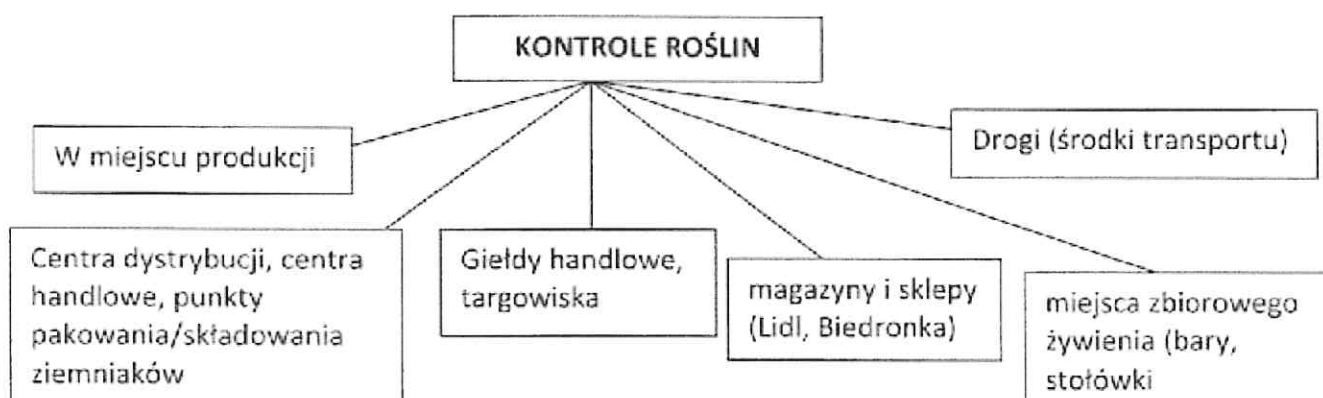 KONTROLE ROŚLIN
W miejscu produkcji
Drogi (środki transportu)
Centra dystrybucji, centra
handlowe, punkty
pakowania/składowania
ziemniaków
Giełdy handlowe,
targowiska
magazyny i sklepy
(Lidl, Biedronka)
miejsca zbiorowego
żywienia (bary,
stołówki